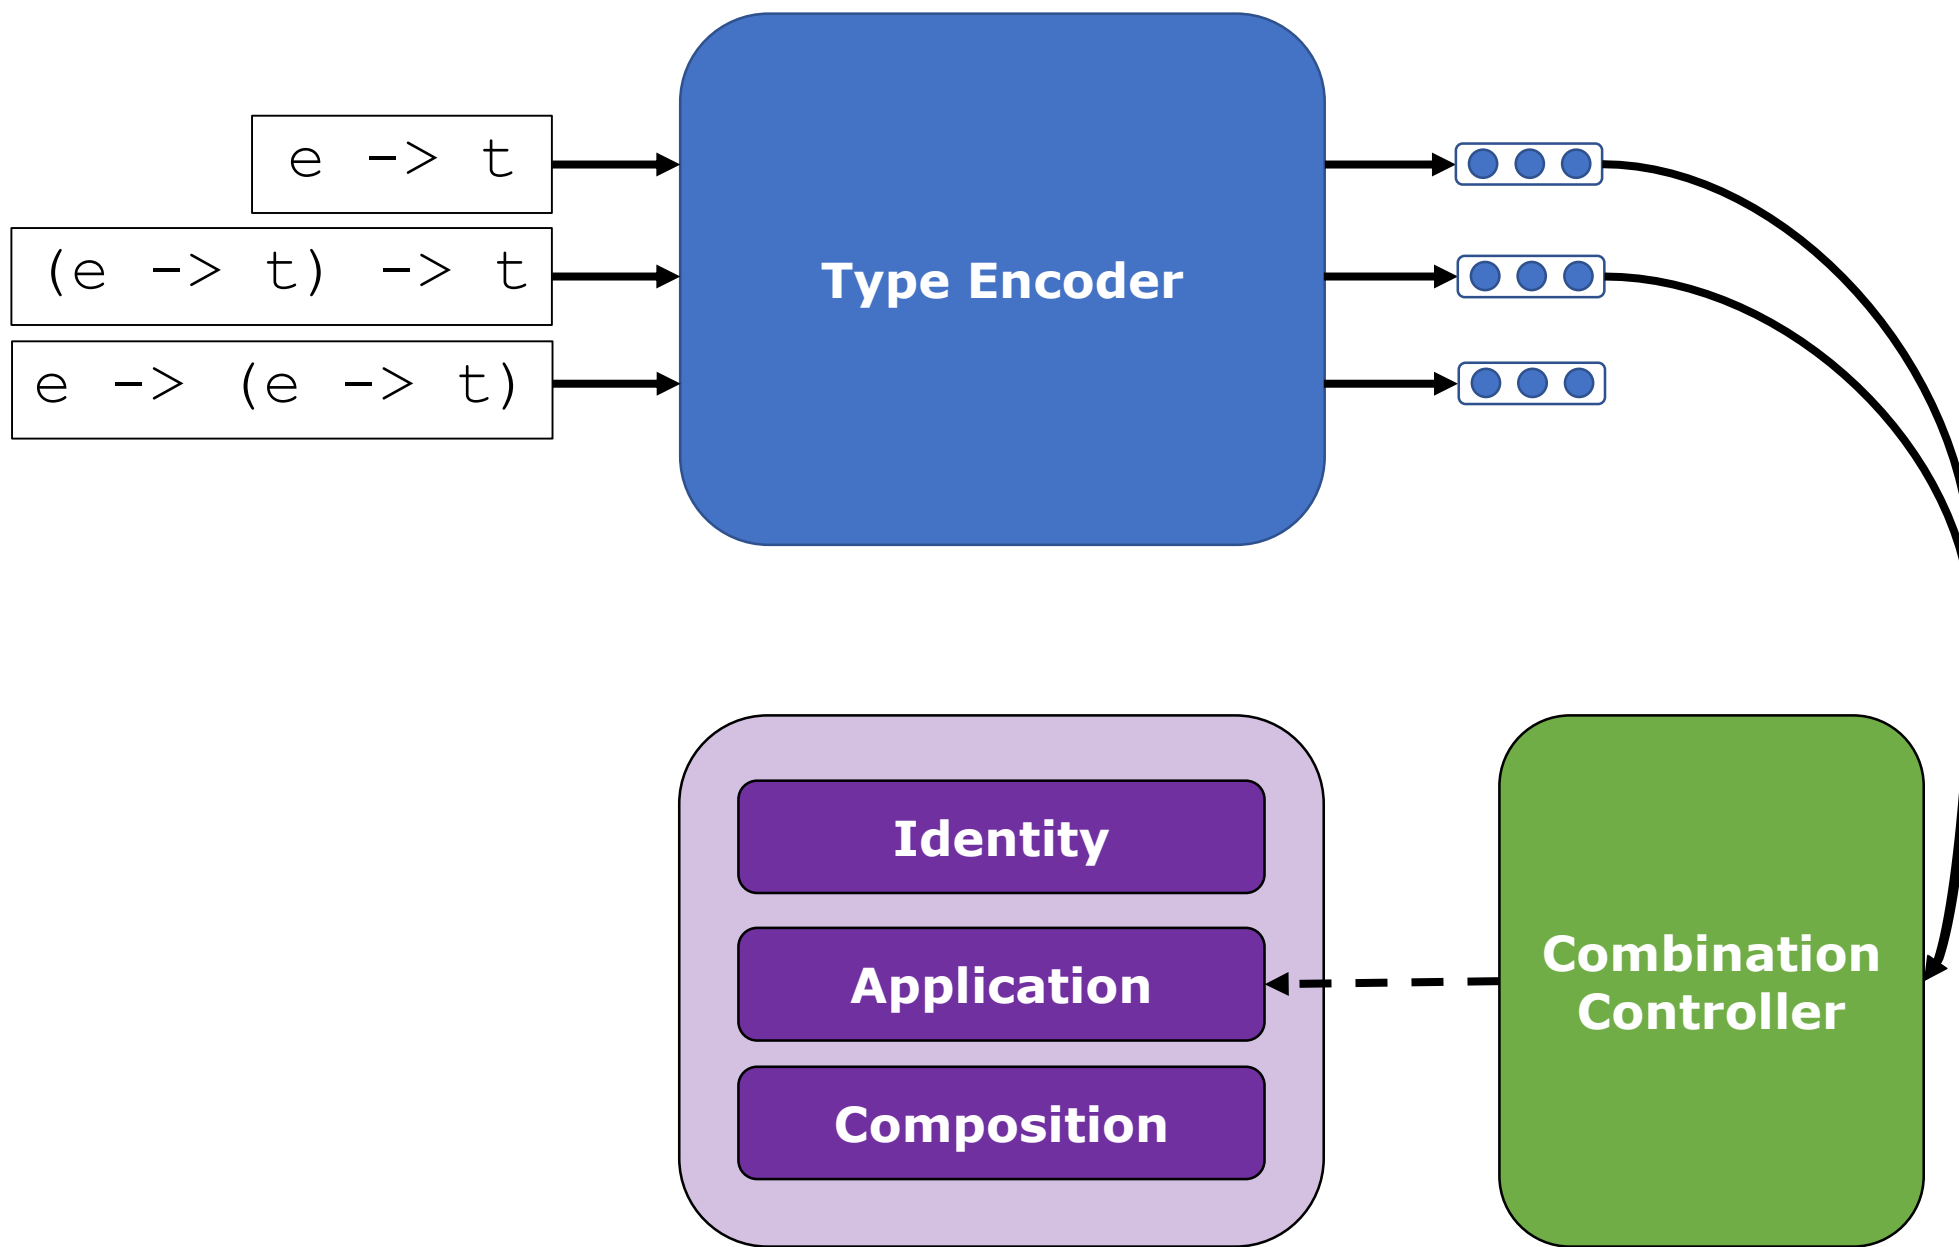 e -> t
(e -> t) -> t
e -> (e -> t)
Type Encoder
Identity
Application
Composition
Combination
Controller